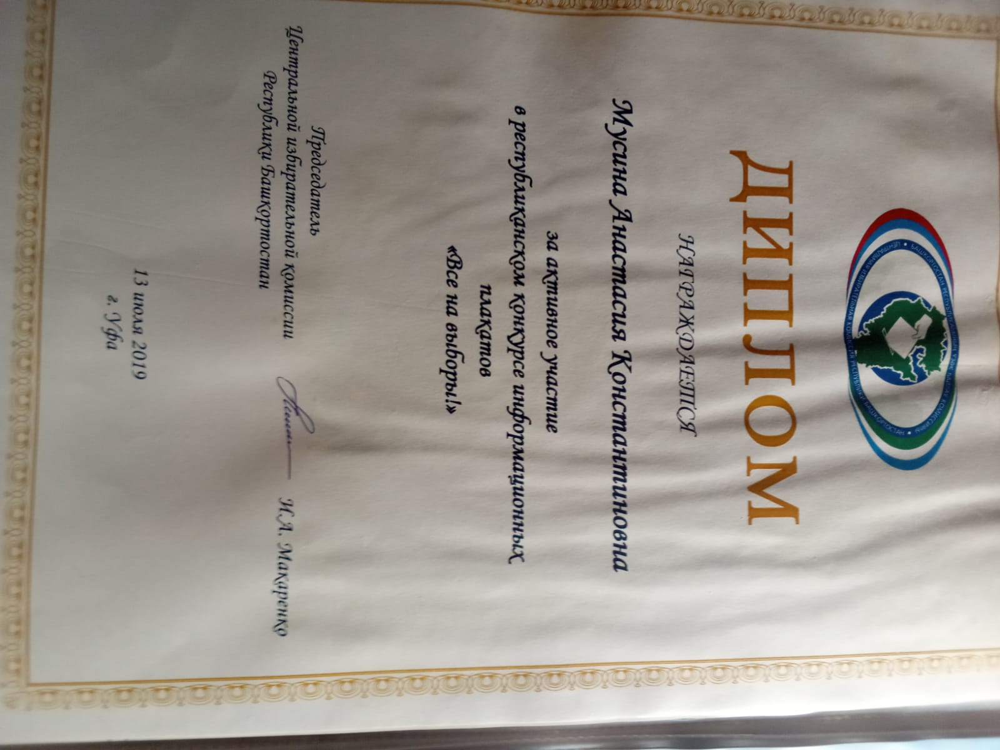 ДИПЛОМ
НАГРАЖДАЕТСЯ
Мусина Анастасия Константиновна
за активное участие
в республиканском конкурсе информационных
плакатов
«Все на выборы!»
Председатель
Центральной избирательной комиссии
Республики Башкортостан
И.А. Макаренко
13 июля 2019
г. Уфа